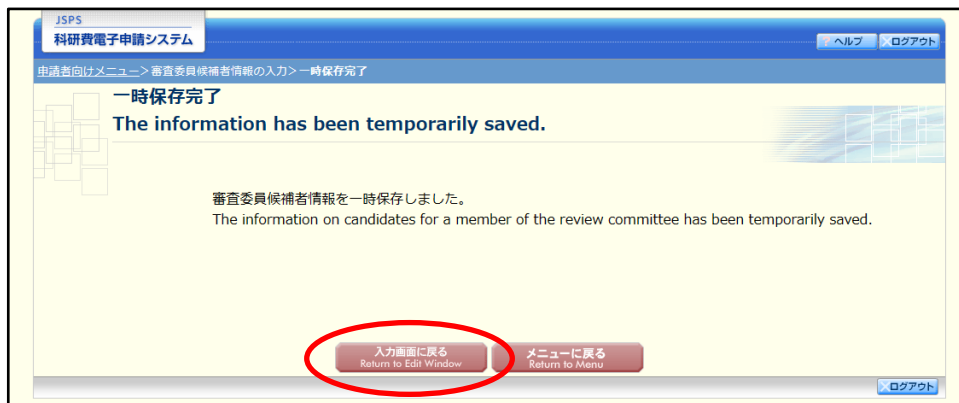 JSPS
科研費電子申請システム
? ヘルプ
×ログアウト
申請者向けメニュー＞審査委員候補者情報の入力＞一時保存完了
一時保存完了
The information has been temporarily saved.
審査委員候補者情報を一時保存しました。
The information on candidates for a member of the review committee has been temporarily saved.
入力画面に戻る
Return to Edit Window
メニューに戻る
Return to Menu
×ログアウト